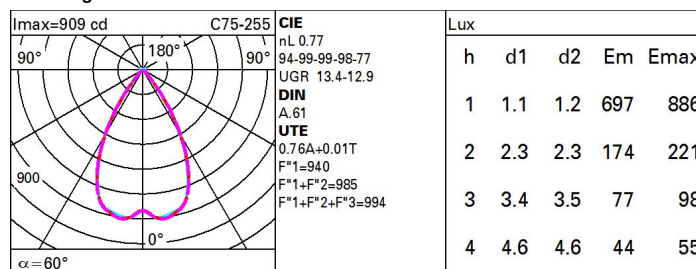 Imax=909 cd C75-255
90° 180° 90°
900
0°
α=60°
CIE
nL 0.77
94-99-99-98-77
UGR 13.4-12.9
DIN
A.61
UTE
0.76A+0.01T
F"1=940
F"1+F"2=985
F"1+F"2+F"3=994
Lux
h d1 d2 Em Emax
1 1.1 1.2 697 886
2 2.3 2.3 174 221
3 3.4 3.5 77 98
4 4.6 4.6 44 55